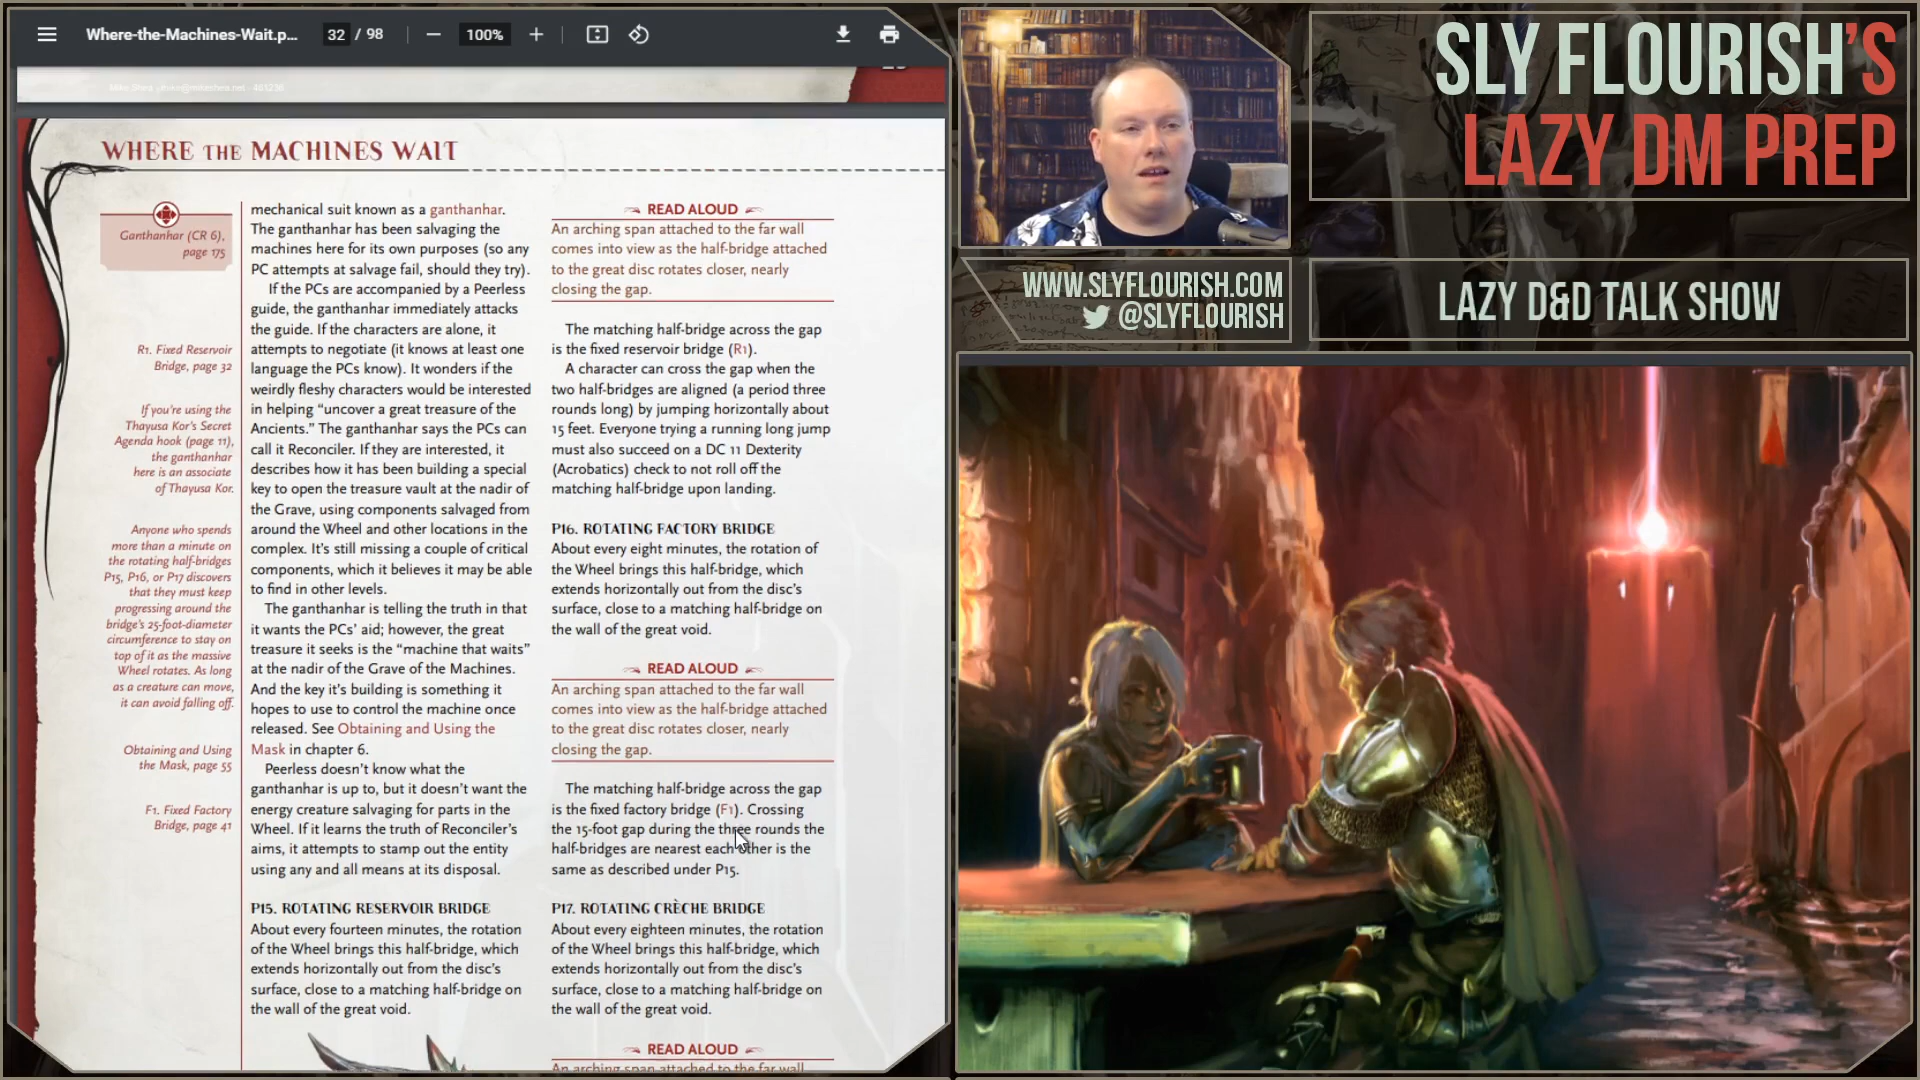 Where-the-Machines-Wait.p...
32 / 98
100%
WHERE THE MACHINES WAIT
Ganthanhar (CR 6),
page 175
R1. Fixed Reservoir
Bridge, page 32
If you're using the
Thayusa Kor's Secret
Agenda hook (page 11),
the ganthanhar
here is an associate
of Thayusa Kor.
Anyone who spends
more than a minute on
the rotating half-bridges
P15, P16, or P17 discovers
that they must keep
progressing around the
bridge's 25-foot-diameter
circumference to stay on
top of it as the massive
Wheel rotates. As long
as a creature can move,
it can avoid falling off.
Obtaining and Using
the Mask, page 55
F1. Fixed Factory
Bridge, page 41
mechanical suit known as a ganthanhar.
The ganthanhar has been salvaging the
machines here for its own purposes (so any
PC attempts at salvage fail, should they try).
If the PCs are accompanied by a Peerless
guide, the ganthanhar immediately attacks
the guide. If the characters are alone, it
attempts to negotiate (it knows at least one
language the PCs know). It wonders if the
weirdly fleshy characters would be interested
in helping “uncover a great treasure of the
Ancients.” The ganthanhar says the PCs can
call it Reconciler. If they are interested, it
describes how it has been building a special
key to open the treasure vault at the nadir of
the Grave, using components salvaged from
around the Wheel and other locations in the
complex. It's still missing a couple of critical
components, which it believes it may be able
to find in other levels.
The ganthanhar is telling the truth in that
it wants the PCs' aid; however, the great
treasure it seeks is the “machine that waits”
at the nadir of the Grave of the Machines.
And the key it's building is something it
hopes to use to control the machine once
released. See Obtaining and Using the
Mask in chapter 6.
Peerless doesn't know what the
ganthanhar is up to, but it doesn't want the
energy creature salvaging for parts in the
Wheel. If it learns the truth of Reconciler's
aims, it attempts to stamp out the entity
using any and all means at its disposal.
P15. ROTATING RESERVOIR BRIDGE
About every fourteen minutes, the rotation
of the Wheel brings this half-bridge, which
extends horizontally out from the disc's
surface, close to a matching half-bridge on
the wall of the great void.
READ ALOUD
An arching span attached to the far wall
comes into view as the half-bridge attached
to the great disc rotates closer, nearly
closing the gap.
The matching half-bridge across the gap
is the fixed reservoir bridge (R1).
A character can cross the gap when the
two half-bridges are aligned (a period three
rounds long) by jumping horizontally about
15 feet. Everyone trying a running long jump
must also succeed on a DC 11 Dexterity
(Acrobatics) check to not roll off the
matching half-bridge upon landing.
P16. ROTATING FACTORY BRIDGE
About every eight minutes, the rotation of
the Wheel brings this half-bridge, which
extends horizontally out from the disc's
surface, close to a matching half-bridge on
the wall of the great void.
READ ALOUD
An arching span attached to the far wall
comes into view as the half-bridge attached
to the great disc rotates closer, nearly
closing the gap.
The matching half-bridge across the gap
is the fixed factory bridge (F1). Crossing
the 15-foot gap during the three rounds the
half-bridges are nearest each other is the
same as described under P15.
P17. ROTATING CRÈCHE BRIDGE
About every eighteen minutes, the rotation
of the Wheel brings this half-bridge, which
extends horizontally out from the disc's
surface, close to a matching half-bridge on
the wall of the great void.
READ ALOUD
An arching span attached to the far wall
SLY FLOURISH'S
LAZY DM PREP
WWW.SLYFLOURISH.COM
@SLYFLOURISH
LAZY D&D TALK SHOW